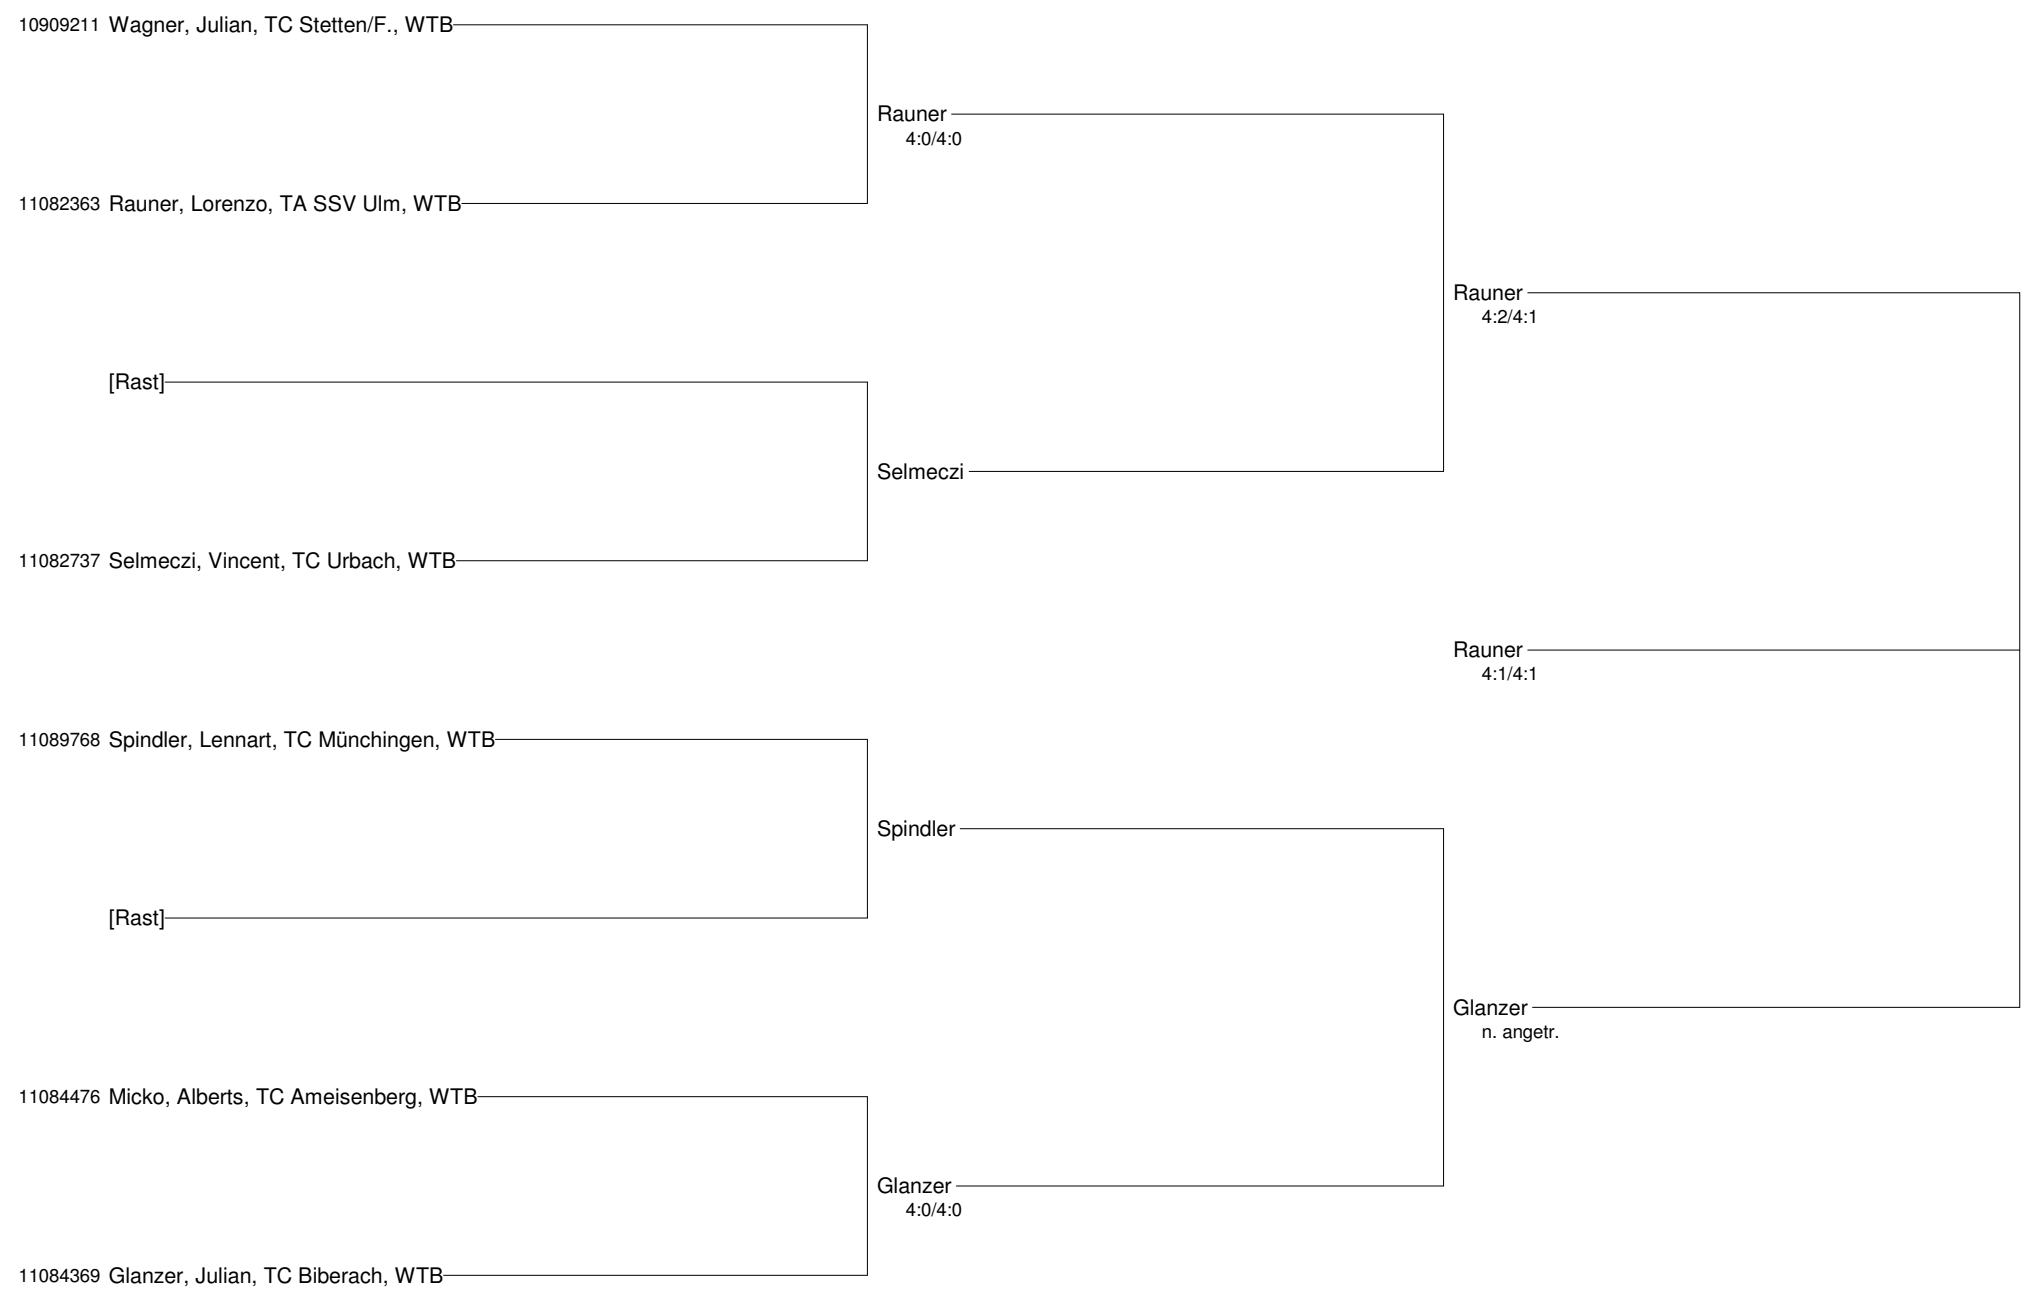 10909211 Wagner, Julian, TC Stetten/F., WTB
Rauner
4:0/4:0
11082363 Rauner, Lorenzo, TA SSV Ulm, WTB
Rauner
4:2/4:1
[Rast]
Selmeczi
11082737 Selmeczi, Vincent, TC Urbach, WTB
Rauner
4:1/4:1
11089768 Spindler, Lennart, TC Münchingen, WTB
Spindler
[Rast]
Glanzer
n. angetr.
11084476 Micko, Alberts, TC Ameisenberg, WTB
Glanzer
4:0/4:0
11084369 Glanzer, Julian, TC Biberach, WTB